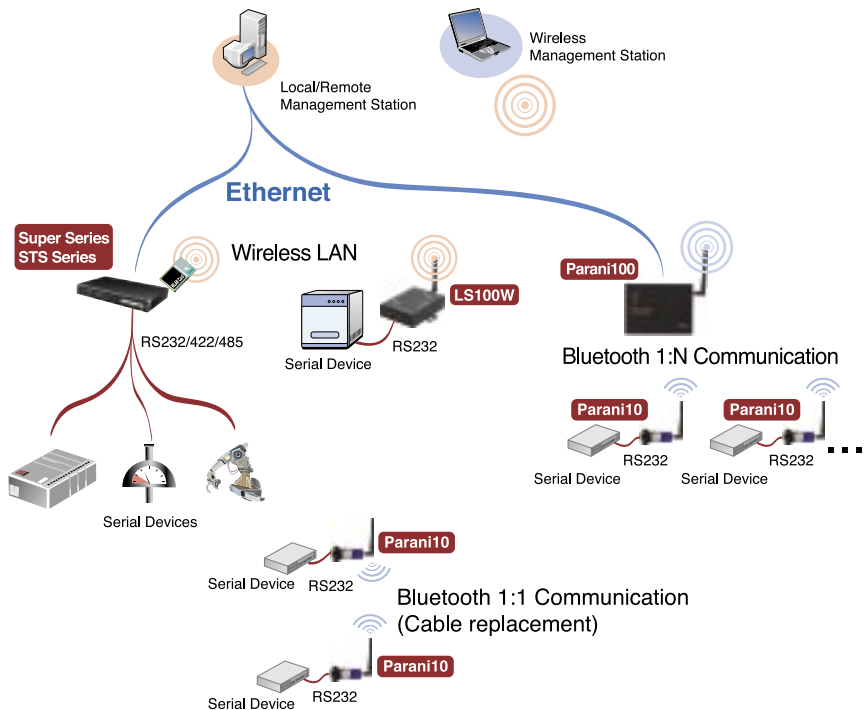 Local/Remote
Management Station
Wireless
Management Station
Ethernet
Super Series
STS Series
Wireless LAN
LS100W
Parani100
RS232/422/485
Serial Device
RS232
Bluetooth 1:N Communication
Parani10
Parani10
RS232
RS232
Serial Device
Serial Device
Serial Devices
Parani10
Serial Device
RS232
Bluetooth 1:1 Communication
(Cable replacement)
Parani10
RS232
Serial Device